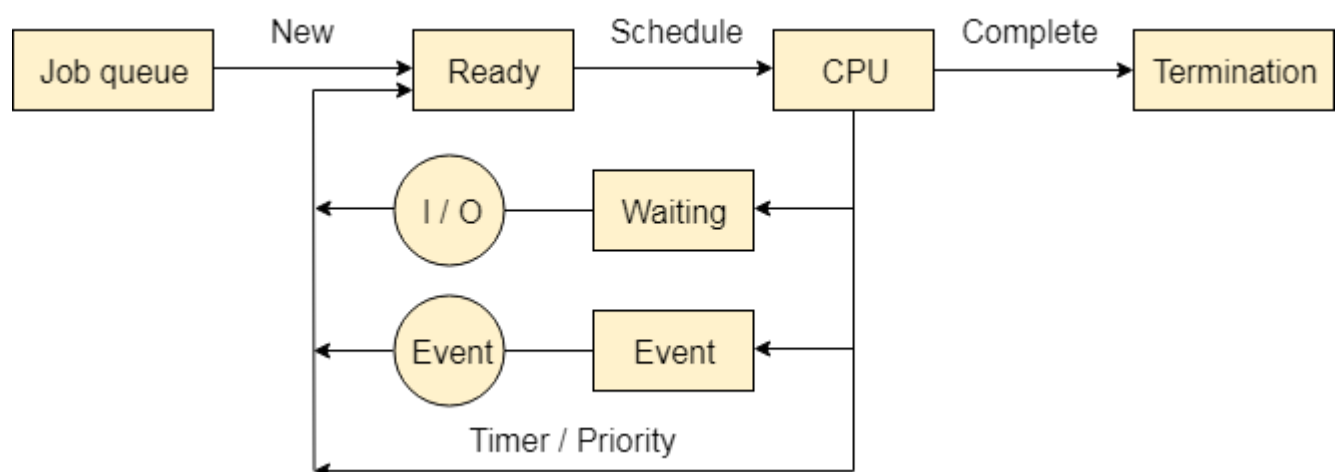 New
Schedule
Complete
Job queue
Ready
CPU
Termination
I / O
Waiting
Event
Event
Timer / Priority